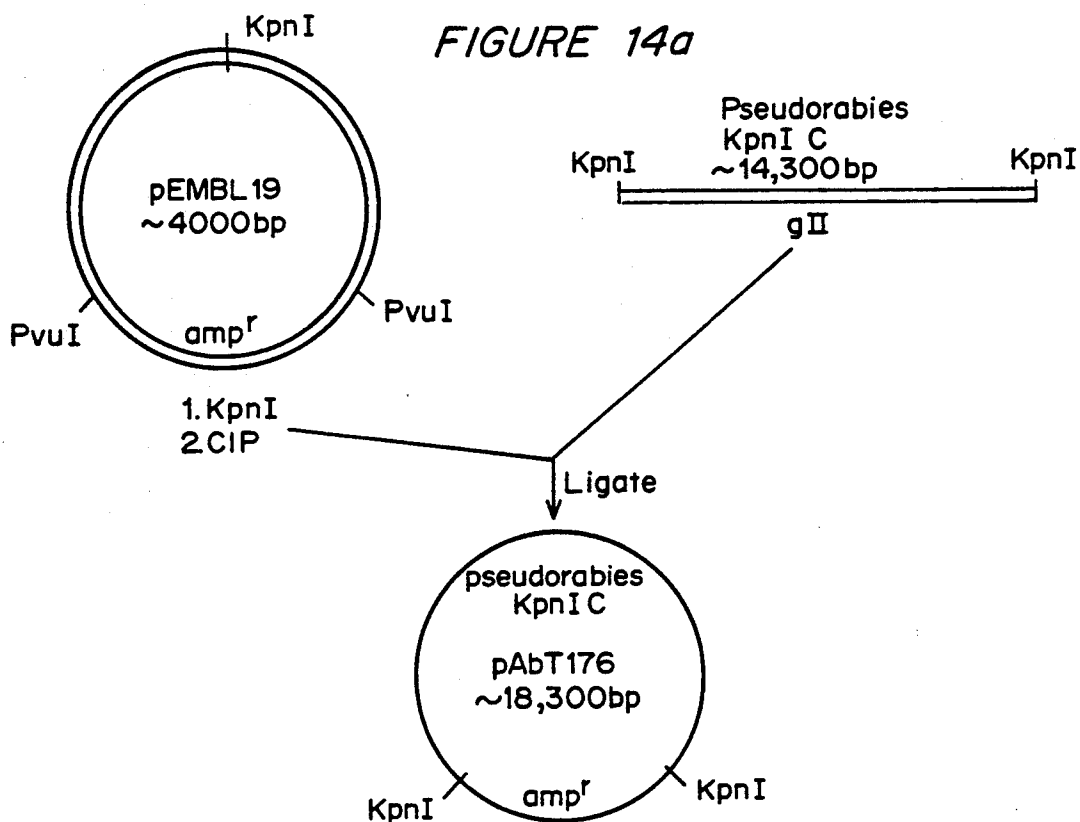 FIGURE 14a
KpnI
pEMBL19
~4000bp
PvuI
PvuI
amp^r
Pseudorabies
KpnI C
~14,300bp
KpnI
KpnI
gII
1. KpnI
2. CIP
Ligate
pseudorabies
KpnI C
pAbT176
~18,300bp
KpnI
amp^r
KpnI